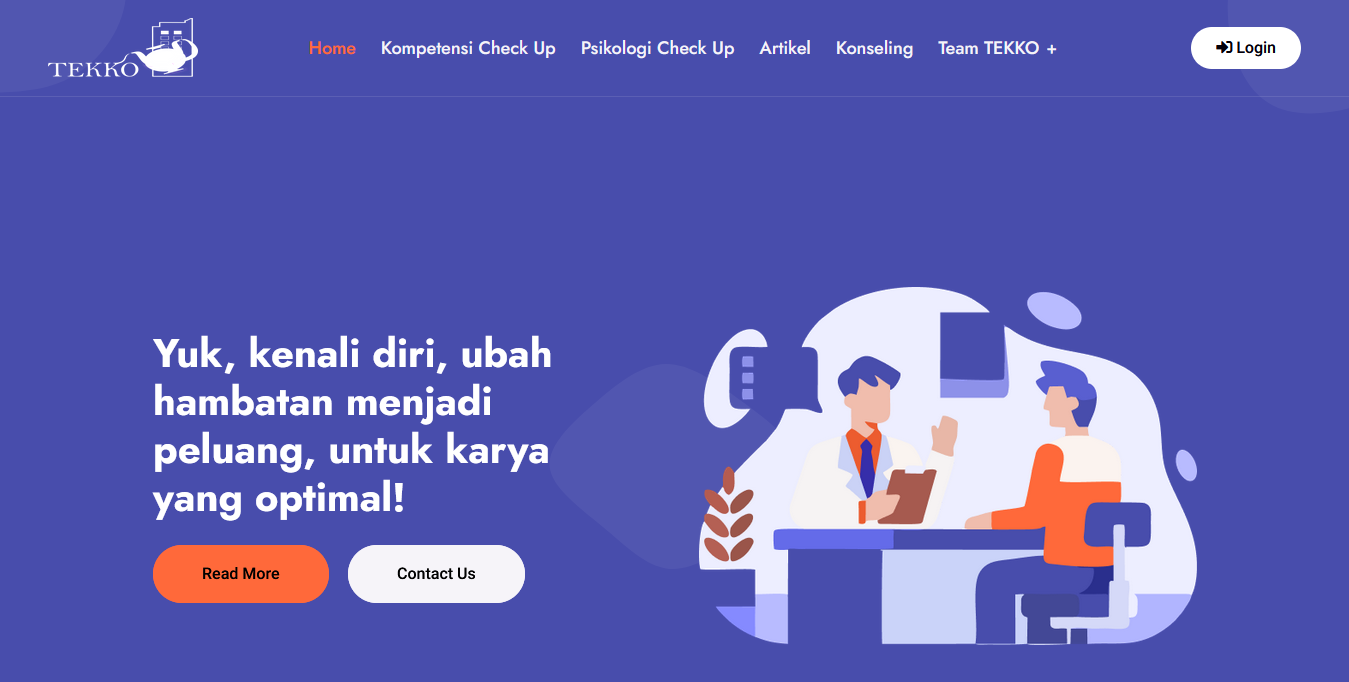 TEKKO
Home
Kompetensi Check Up
Psikologi Check Up
Artikel
Konseling
Team TEKKO +
Login
Yuk, kenali diri, ubah
hambatan menjadi
peluang, untuk karya
yang optimal!
Read More
Contact Us